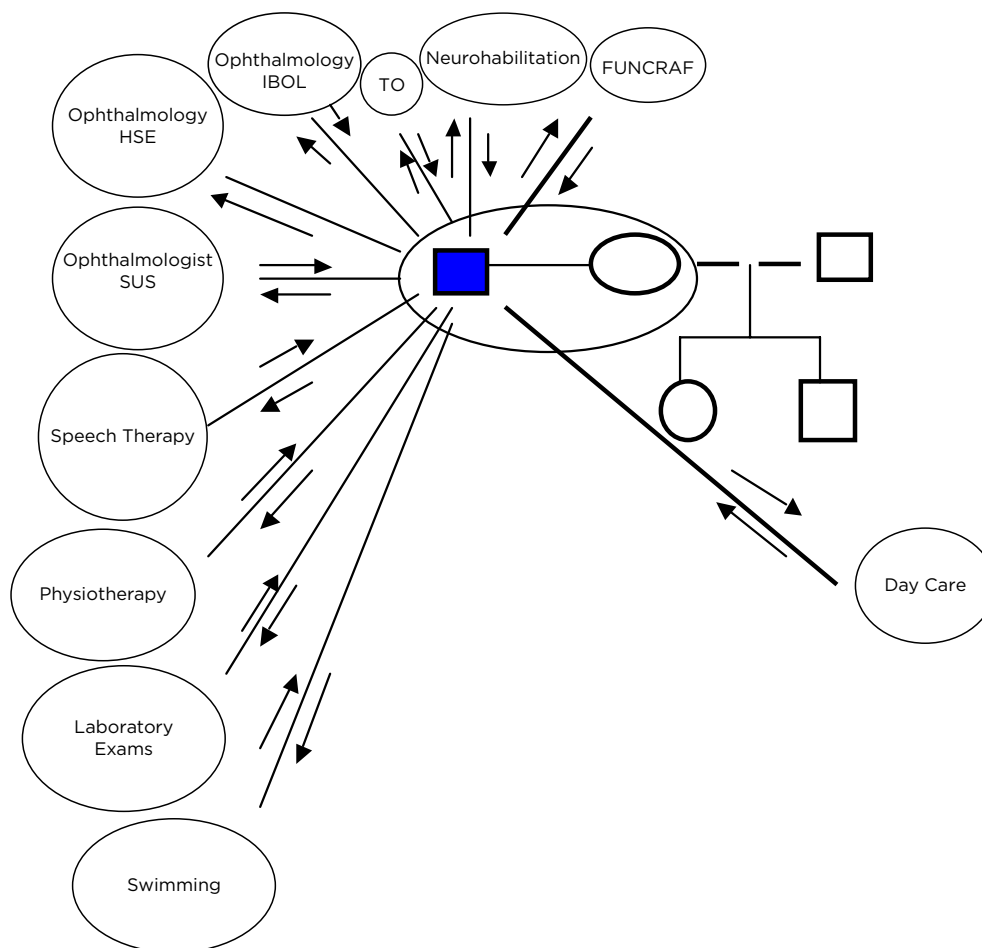 Ophthalmology
IBOL
TO
Neurohabilitation
FUNCRAF
Ophthalmology
HSE
Ophthalmologist
SUS
Speech Therapy
Physiotherapy
Day Care
Laboratory
Exams
Swimming